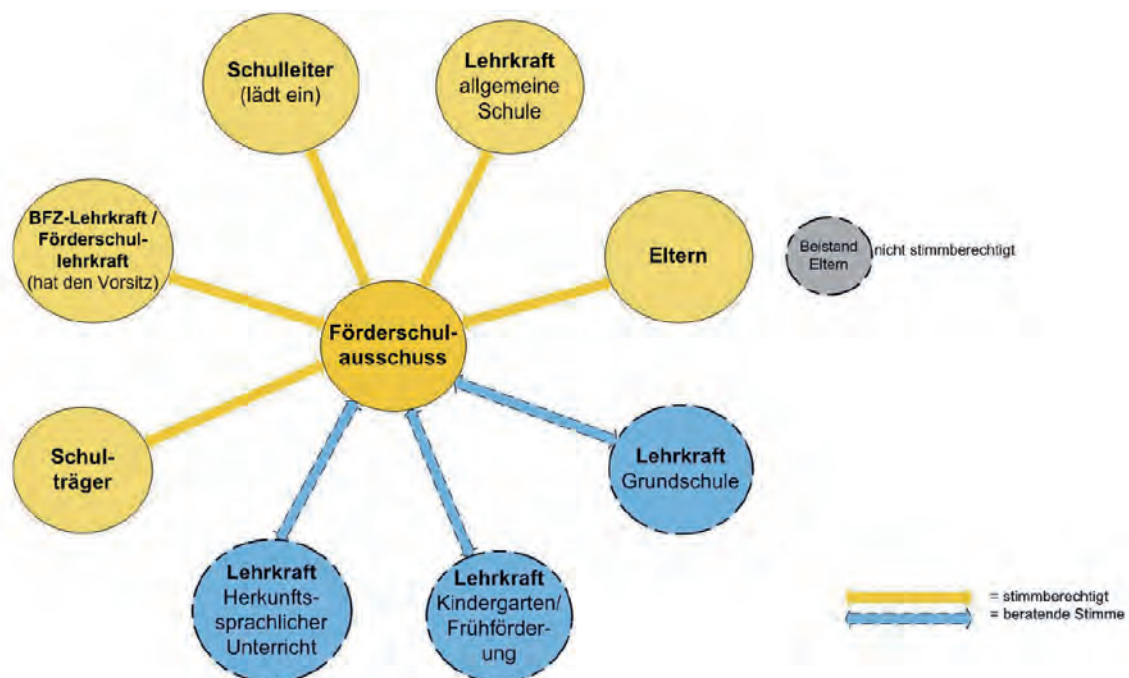 Schulleiter
(lädt ein)
Lehrkraft
allgemeine
Schule
BFZ-Lehrkraft /
Förderschul-
lehrkraft
(hat den Vorsitz)
Eltern
Beistand
Eltern
nicht stimmberechtigt
Förderschul-
ausschuss
Schul-
träger
Lehrkraft
Grundschule
Lehrkraft
Herkunfts-
sprachlicher
Unterricht
Lehrkraft
Kindergarten/
Frühförder-
ung
= stimmberechtigt
= beratende Stimme